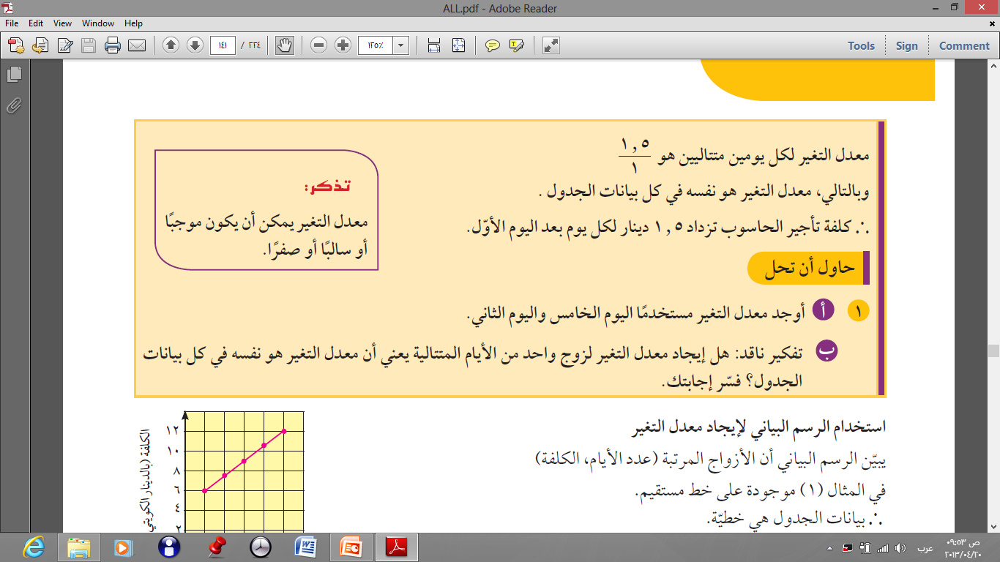 ALL.pdf - Adobe Reader
File Edit View Window Help
١٤١ / ٢٢٤ ١٢٥٪ Tools Sign Comment
معدل التغير لكل يومين متتاليين هو ١,٥/١
وبالتالي، معدل التغير هو نفسه في كل بيانات الجدول .
∴ كلفة تأجير الحاسوب تزداد ١,٥ دينار لكل يوم بعد اليوم الأوّل.
تذكر:
معدل التغير يمكن أن يكون موجبًا
أو سالبًا أو صفرًا.
حاول أن تحل
١ أ أوجد معدل التغير مستخدمًا اليوم الخامس واليوم الثاني.
ب تفكير ناقد: هل إيجاد معدل التغير لزوج واحد من الأيام المتتالية يعني أن معدل التغير هو نفسه في كل بيانات
الجدول؟ فسّر إجابتك.
استخدام الرسم البياني لإيجاد معدل التغير
يبيّن الرسم البياني أن الأزواج المرتبة (عدد الأيام، الكلفة)
في المثال (١) موجودة على خط مستقيم.
∴ بيانات الجدول هي خطيّة.
الكلفة (بالدينار الكويتي
١٢
١٠
٨
٦
٤
٢
عرب
٠٩:٥٣ ص
٢٠١٣/٠٤/٢٠